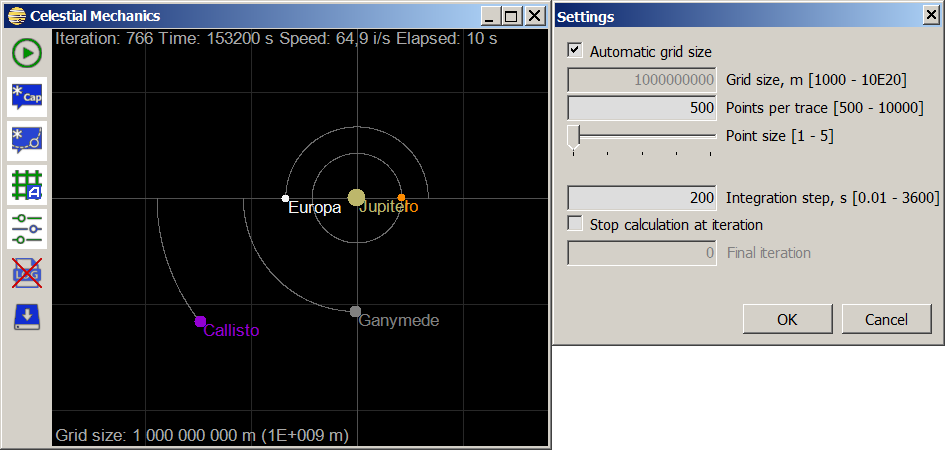 Celestial Mechanics
Iteration: 766 Time: 153200 s Speed: 64,9 i/s Elapsed: 10 s
Cap
A
LOG
Europa
Jupiter
Io
Ganymede
Callisto
Grid size: 1 000 000 000 m (1E+009 m)
Settings
Automatic grid size
1000000000 Grid size, m [1000 - 10E20]
500 Points per trace [500 - 10000]
Point size [1 - 5]
200 Integration step, s [0.01 - 3600]
Stop calculation at iteration
0 Final iteration
OK Cancel